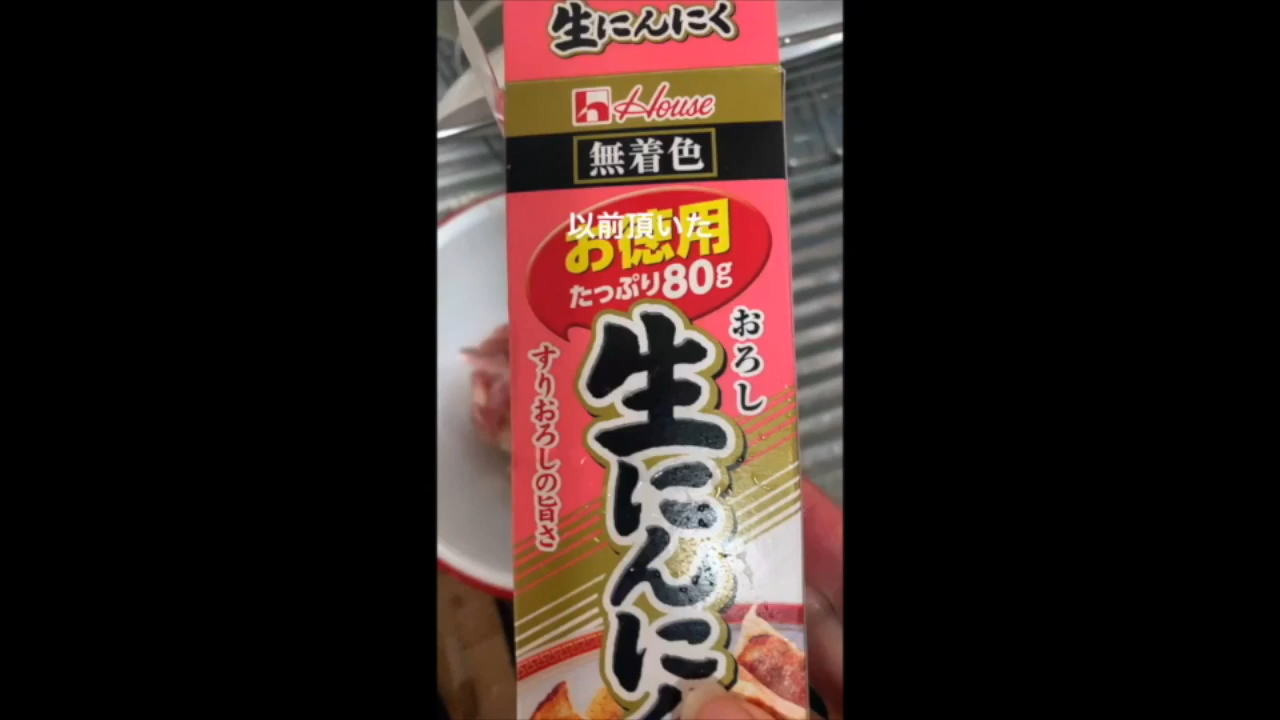 生にんにく
House
無着色
以前頂いた
お徳用
たっぷり80g
おろし
生にんにく
すりおろしの旨さ